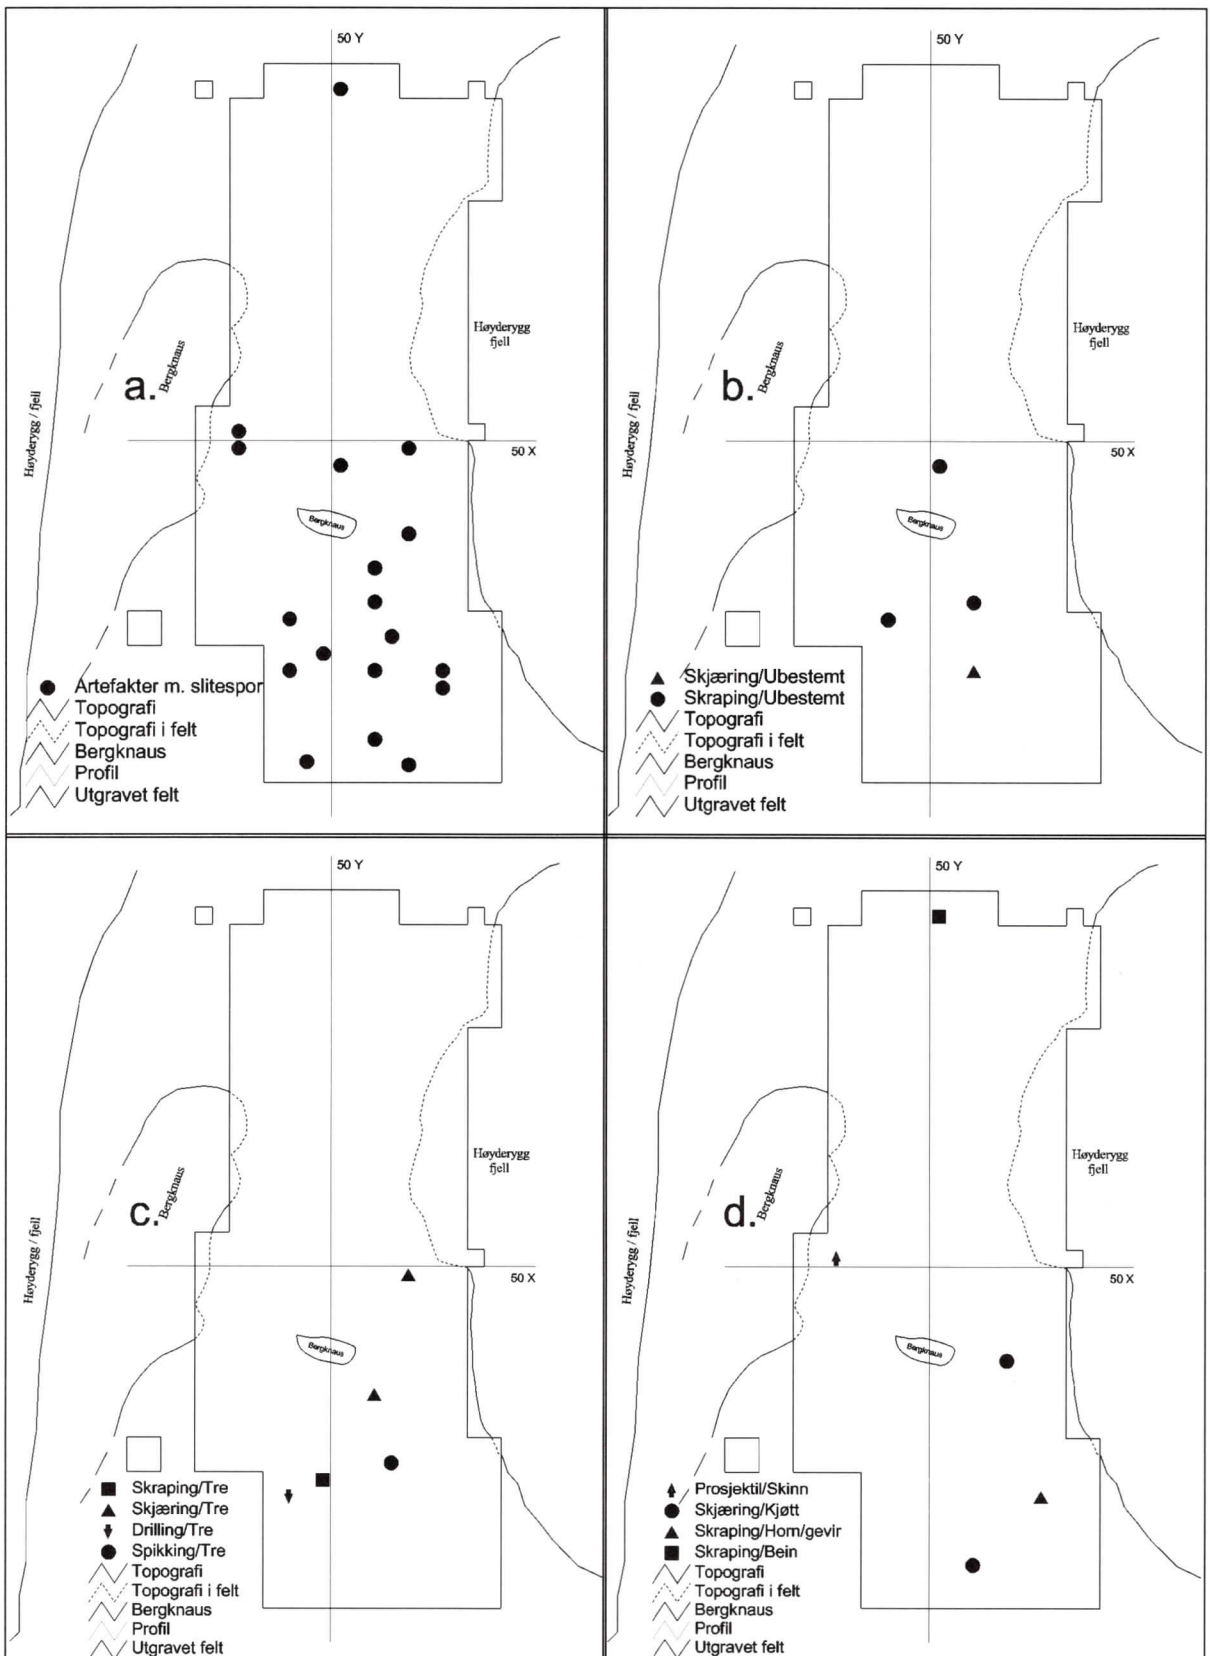 50 Y
Høyderygg
fjell
Bergknaus
a.
Høyderygg / fjell
50 X
Bergknaus
Artefakter m. slitespor
Topografi
Topografi i felt
Bergknaus
Profil
Utgravet felt
50 Y
Høyderygg
fjell
Bergknaus
b.
Høyderygg / fjell
50 X
Bergknaus
Skjæring/Ubestemt
Skraping/Ubestemt
Topografi
Topografi i felt
Bergknaus
Profil
Utgravet felt
50 Y
Høyderygg
fjell
Bergknaus
c.
Høyderygg / fjell
50 X
Bergknaus
Skraping/Tre
Skjæring/Tre
Drilling/Tre
Spikking/Tre
Topografi
Topografi i felt
Bergknaus
Profil
Utgravet felt
50 Y
Høyderygg
fjell
Bergknaus
d.
Høyderygg / fjell
50 X
Bergknaus
Prosjektil/Skinn
Skjæring/Kjøtt
Skraping/Horn/gevir
Skraping/Bein
Topografi
Topografi i felt
Bergknaus
Profil
Utgravet felt